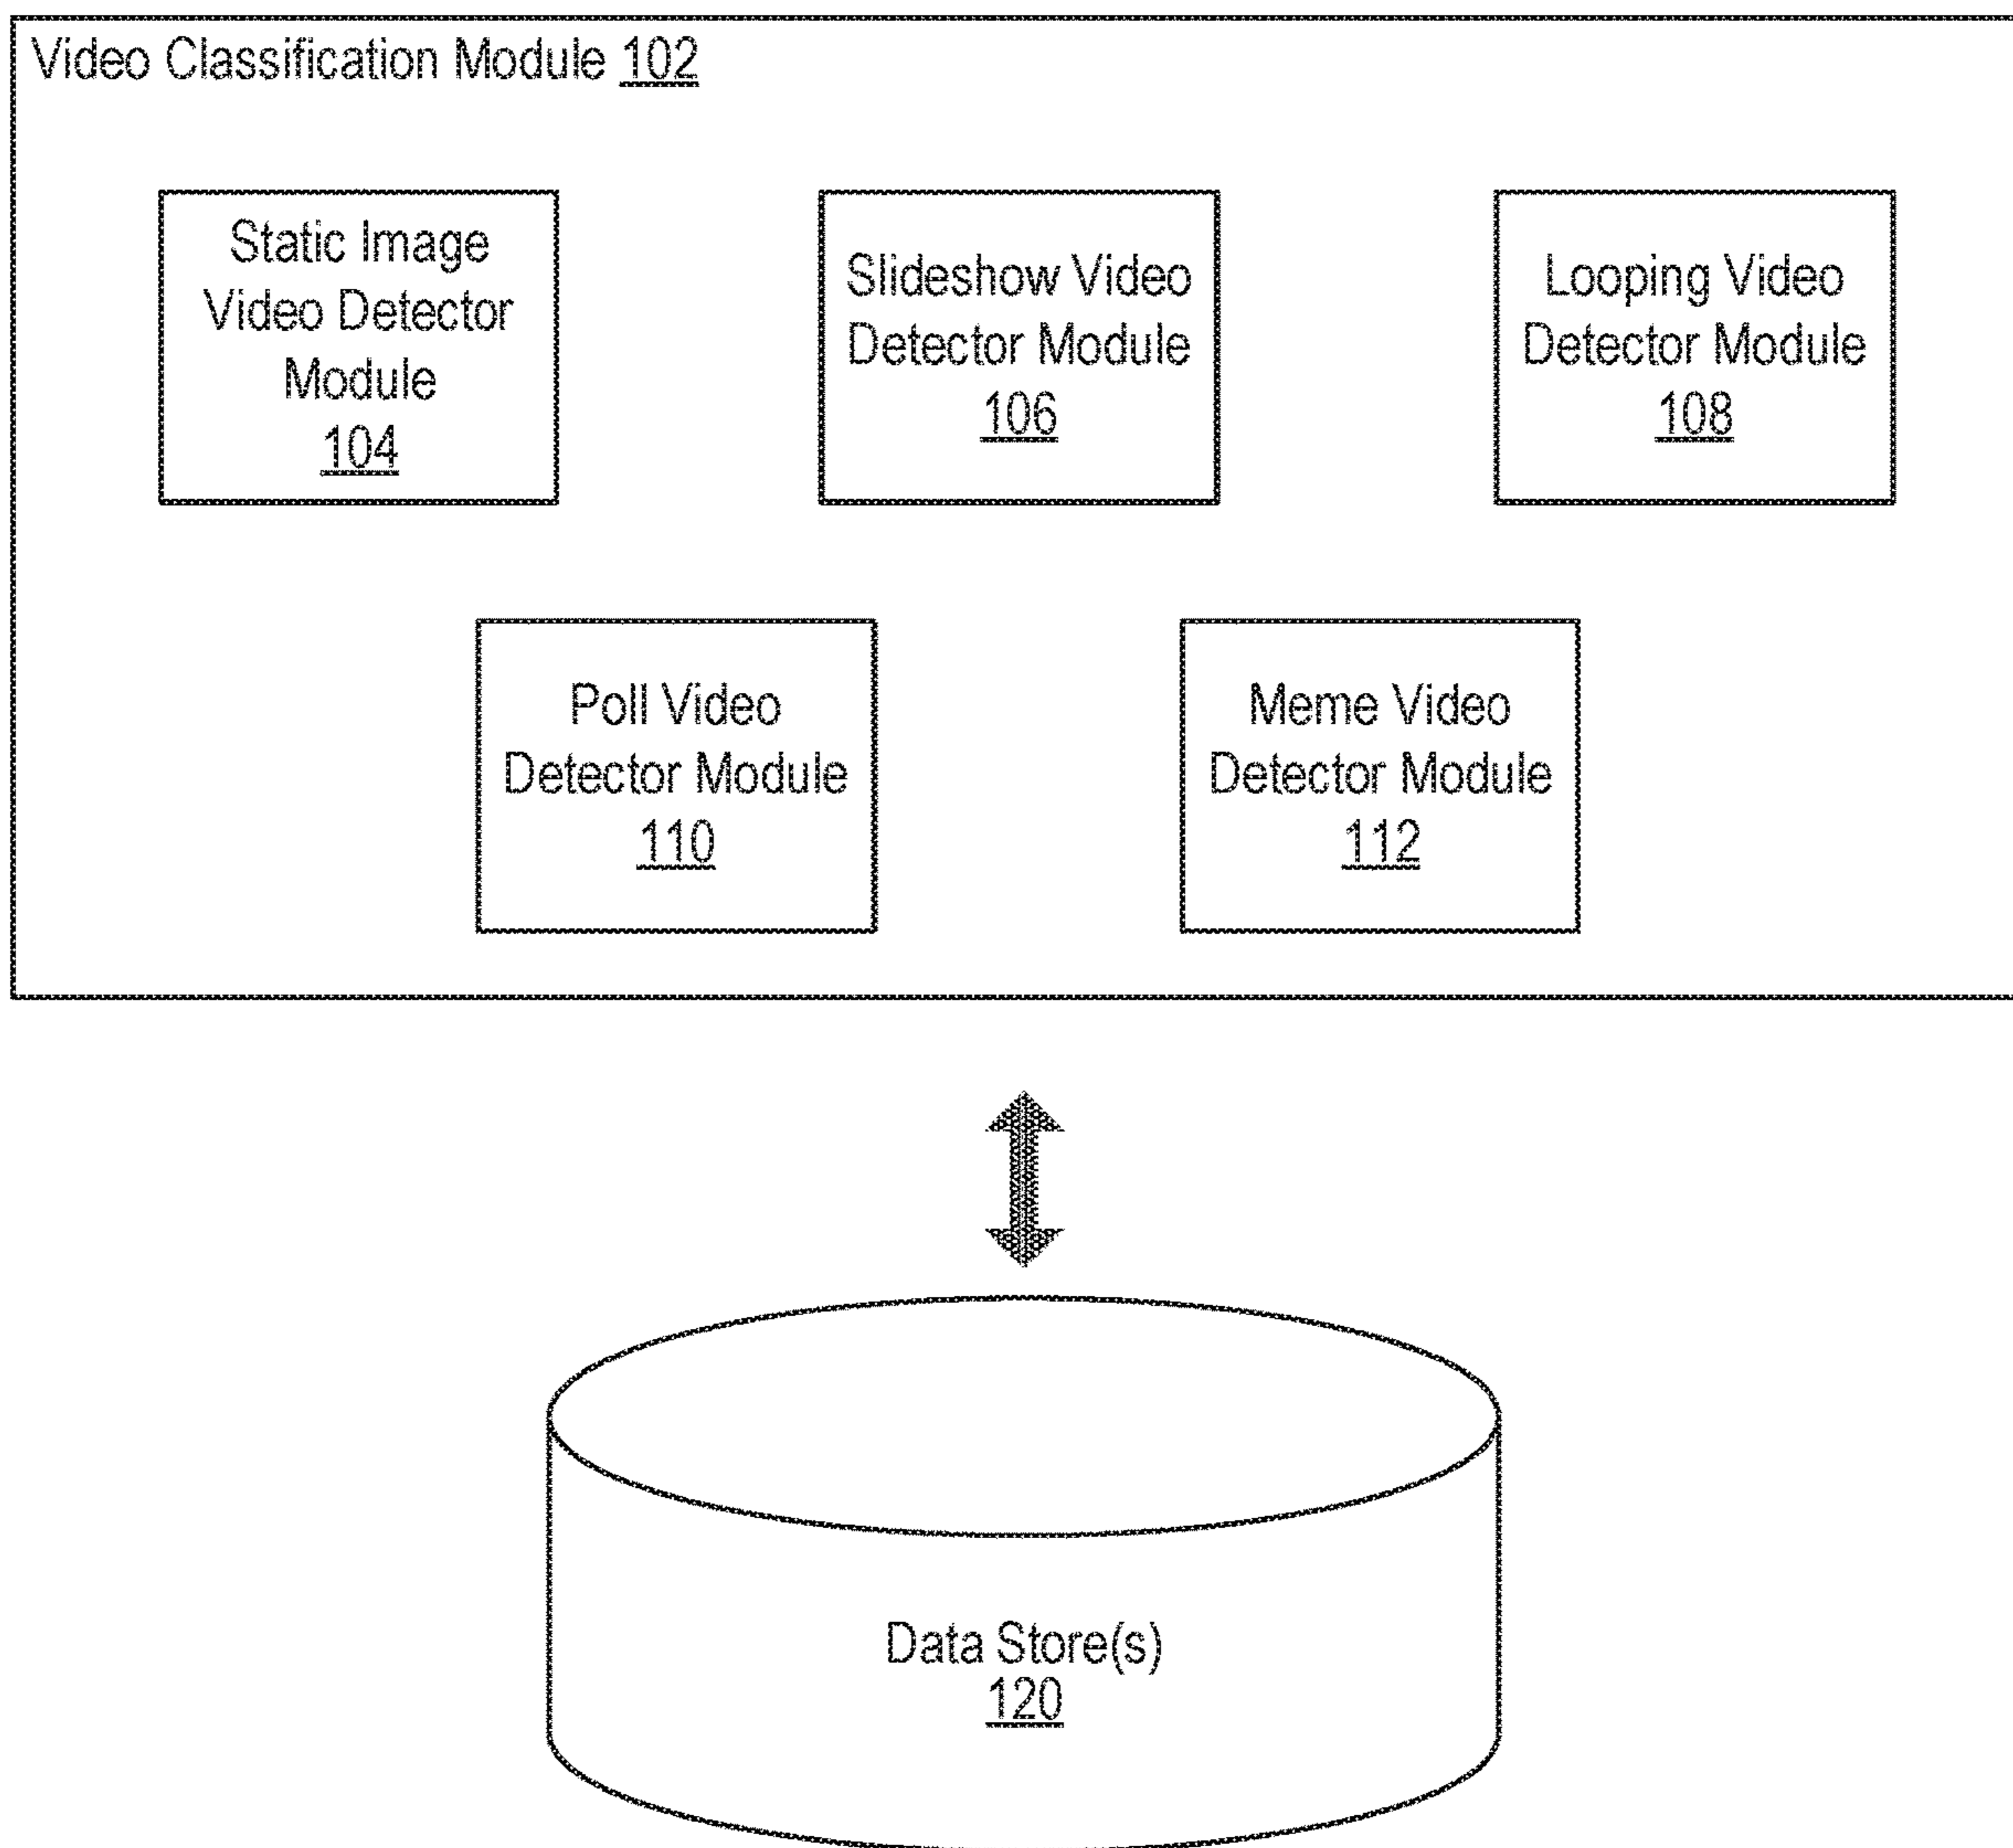 Video Classification Module 102
Static Image
Video Detector
Module
104
Slideshow Video
Detector Module
106
Looping Video
Detector Module
108
Poll Video
Detector Module
110
Meme Video
Detector Module
112
Data Store(s)
120